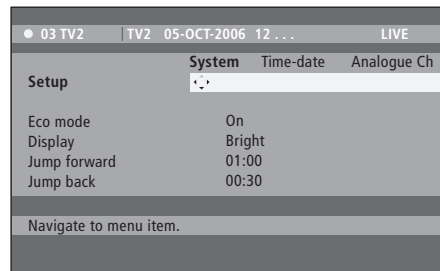 03 TV2 TV2 05-OCT-2006 12 . . . LIVE
System Time-date Analogue Ch
Setup
Eco mode On
Display Bright
Jump forward 01:00
Jump back 00:30
Navigate to menu item.